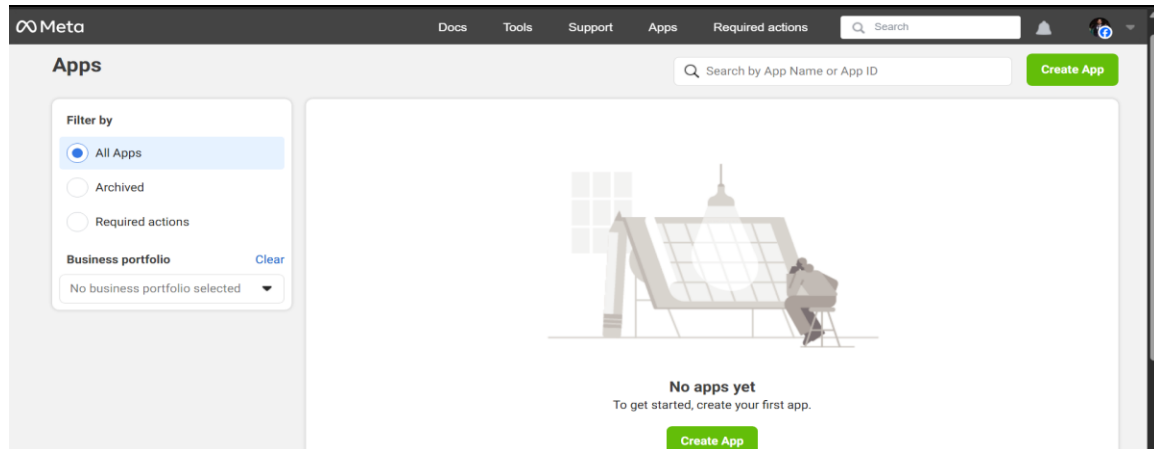 Meta
Docs Tools Support Apps Required actions Search
Apps
Search by App Name or App ID
Create App
Filter by
All Apps
Archived
Required actions
Business portfolio Clear
No business portfolio selected
No apps yet
To get started, create your first app.
Create App